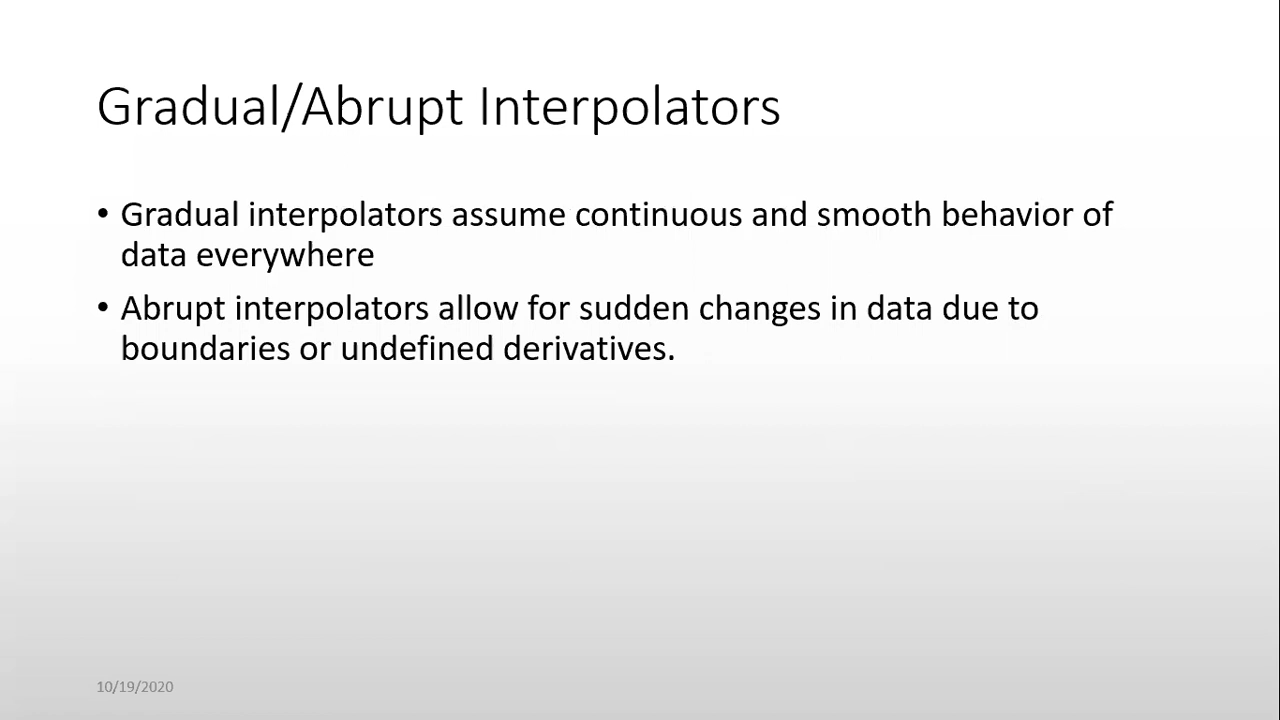 Gradual/Abrupt Interpolators
• Gradual interpolators assume continuous and smooth behavior of
data everywhere
• Abrupt interpolators allow for sudden changes in data due to
boundaries or undefined derivatives.
10/19/2020